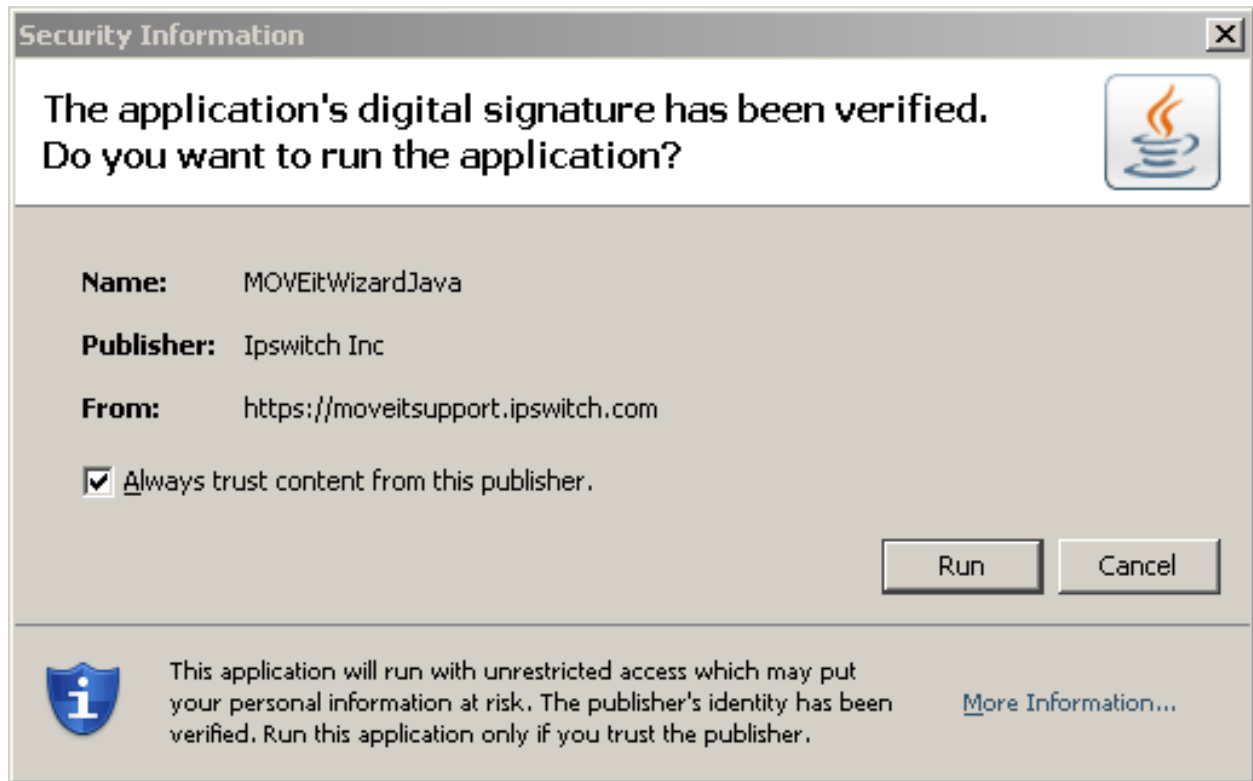 Security Information
The application's digital signature has been verified.
Do you want to run the application?
Name: MOVEitWizardJava
Publisher: Ipswitch Inc
From: https://moveitsupport.ipswitch.com
Always trust content from this publisher.
Run Cancel
This application will run with unrestricted access which may put
your personal information at risk. The publisher's identity has been More Information...
verified. Run this application only if you trust the publisher.